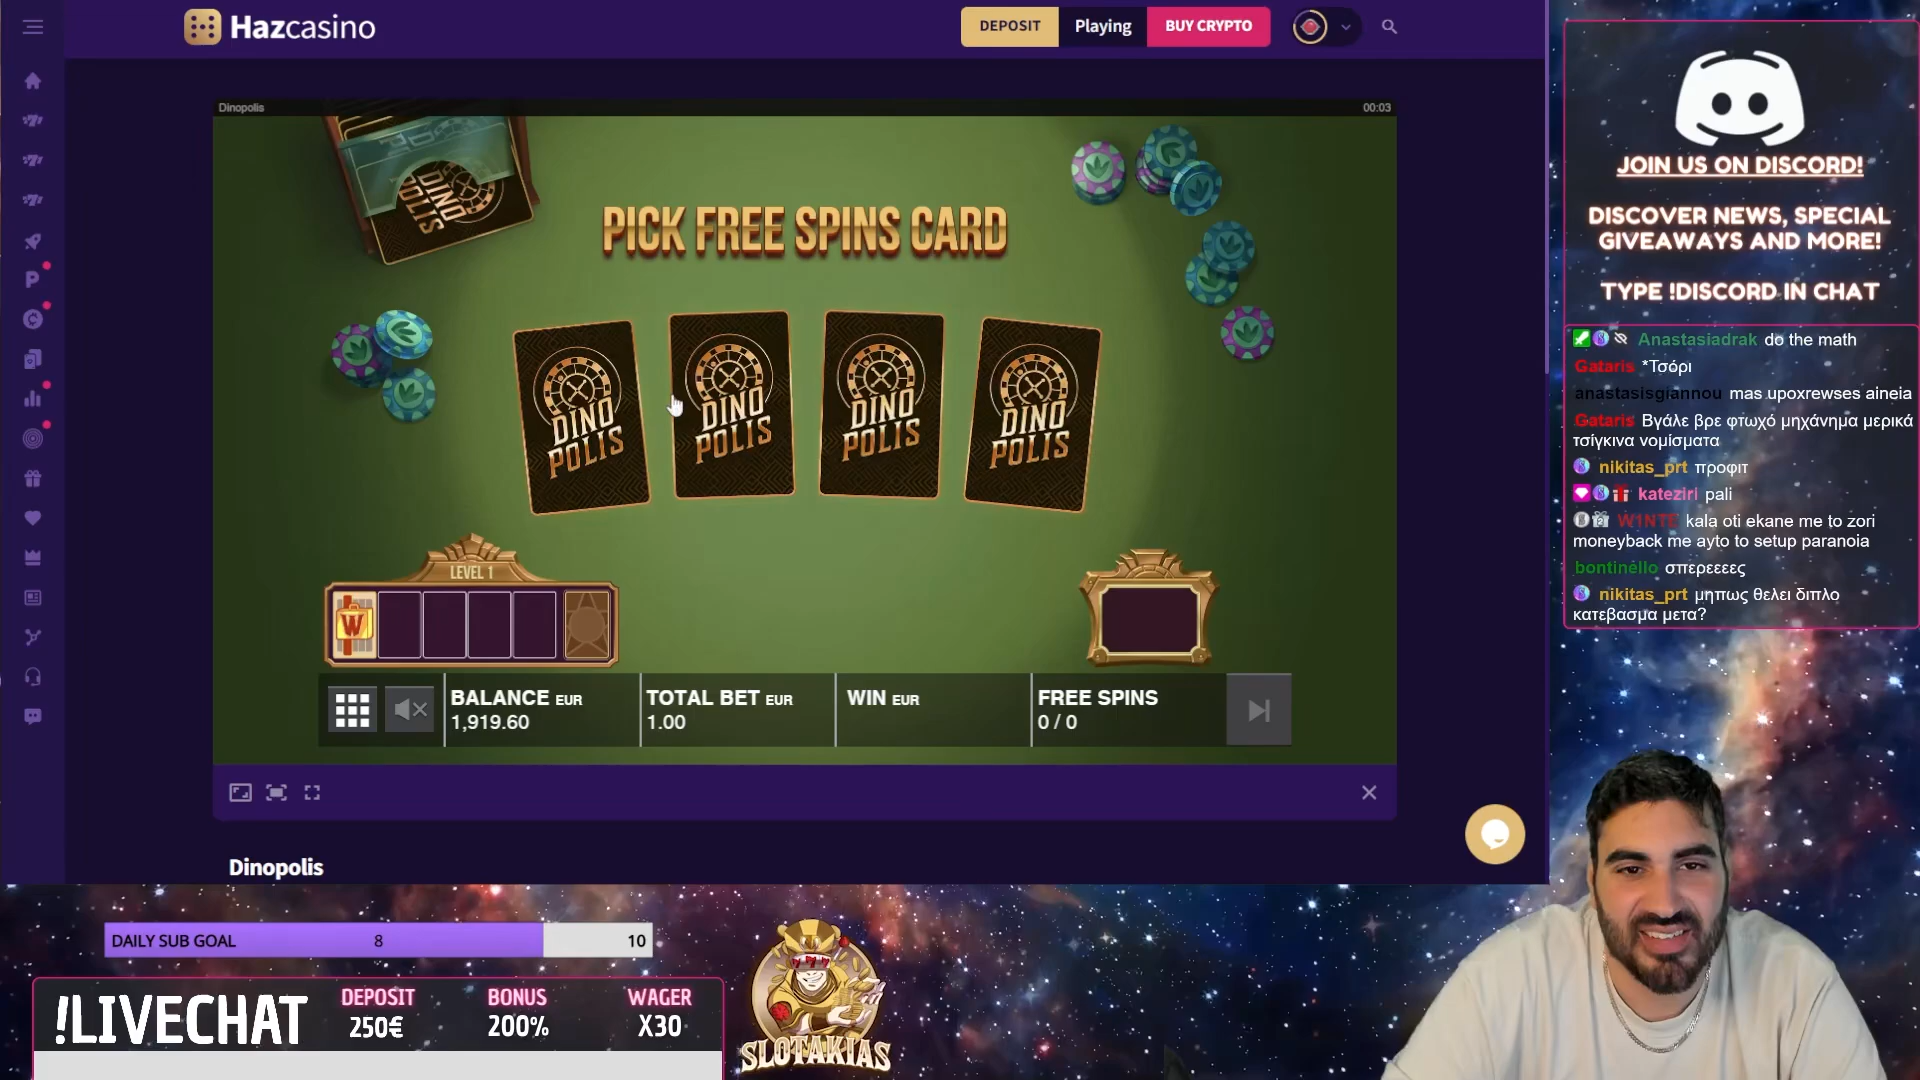 Hazcasino
DEPOSIT
Playing
BUY CRYPTO
Dinopolis
00:03
DINO
POLIS
PICK FREE SPINS CARD
DINO
POLIS
DINO
POLIS
DINO
POLIS
DINO
POLIS
LEVEL 1
W
BALANCE EUR
1,919.60
TOTAL BET EUR
1.00
WIN EUR
FREE SPINS
0 / 0
Dinopolis
JOIN US ON DISCORD!
DISCOVER NEWS, SPECIAL
GIVEAWAYS AND MORE!
TYPE !DISCORD IN CHAT
Anastasiadrak do the math
Gataris *Τσόρι
anastasisgiannou mas upoxrewses aineia
Gataris Βγάλε βρε φτωχό μηχάνημα μερικά
τσίγκινα νομίσματα
nikitas_prt προφιτ
kateziri pali
W1NTE kala oti ekane me to zori
moneyback me ayto to setup paranoia
bontinello σπερεεεες
nikitas_prt μηπως θελει διπλο
κατεβασμα μετα?
DAILY SUB GOAL 8 10
!LIVECHAT
DEPOSIT
250€
BONUS
200%
WAGER
X30
777
SLOTAKIAS